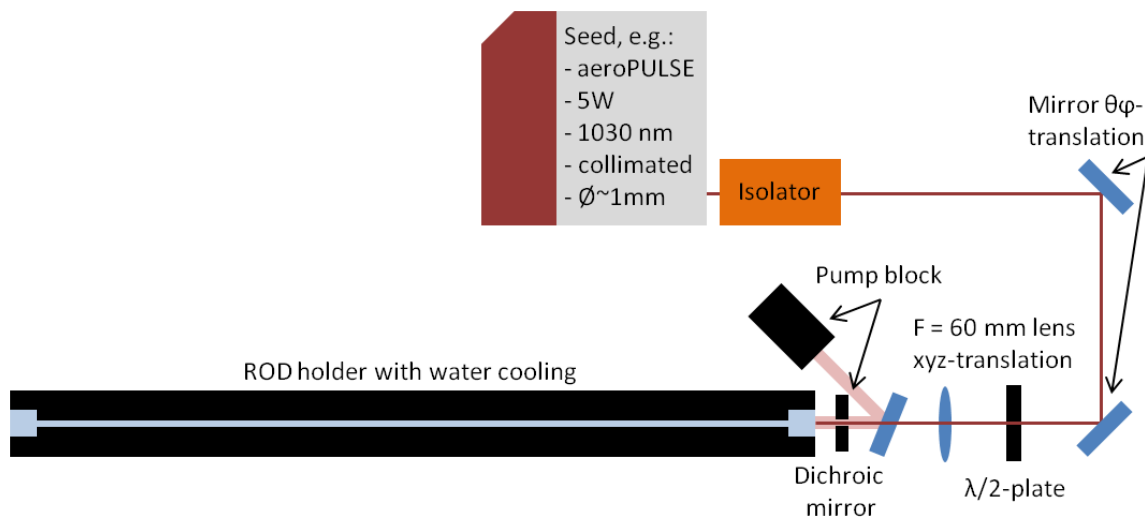 Seed, e.g.:
- aeroPULSE
- 5W
- 1030 nm
- collimated
- Ø~1mm
Isolator
Mirror θφ-
translation
Pump block
F = 60 mm lens
xyz-translation
ROD holder with water cooling
Dichroic
mirror
λ/2-plate